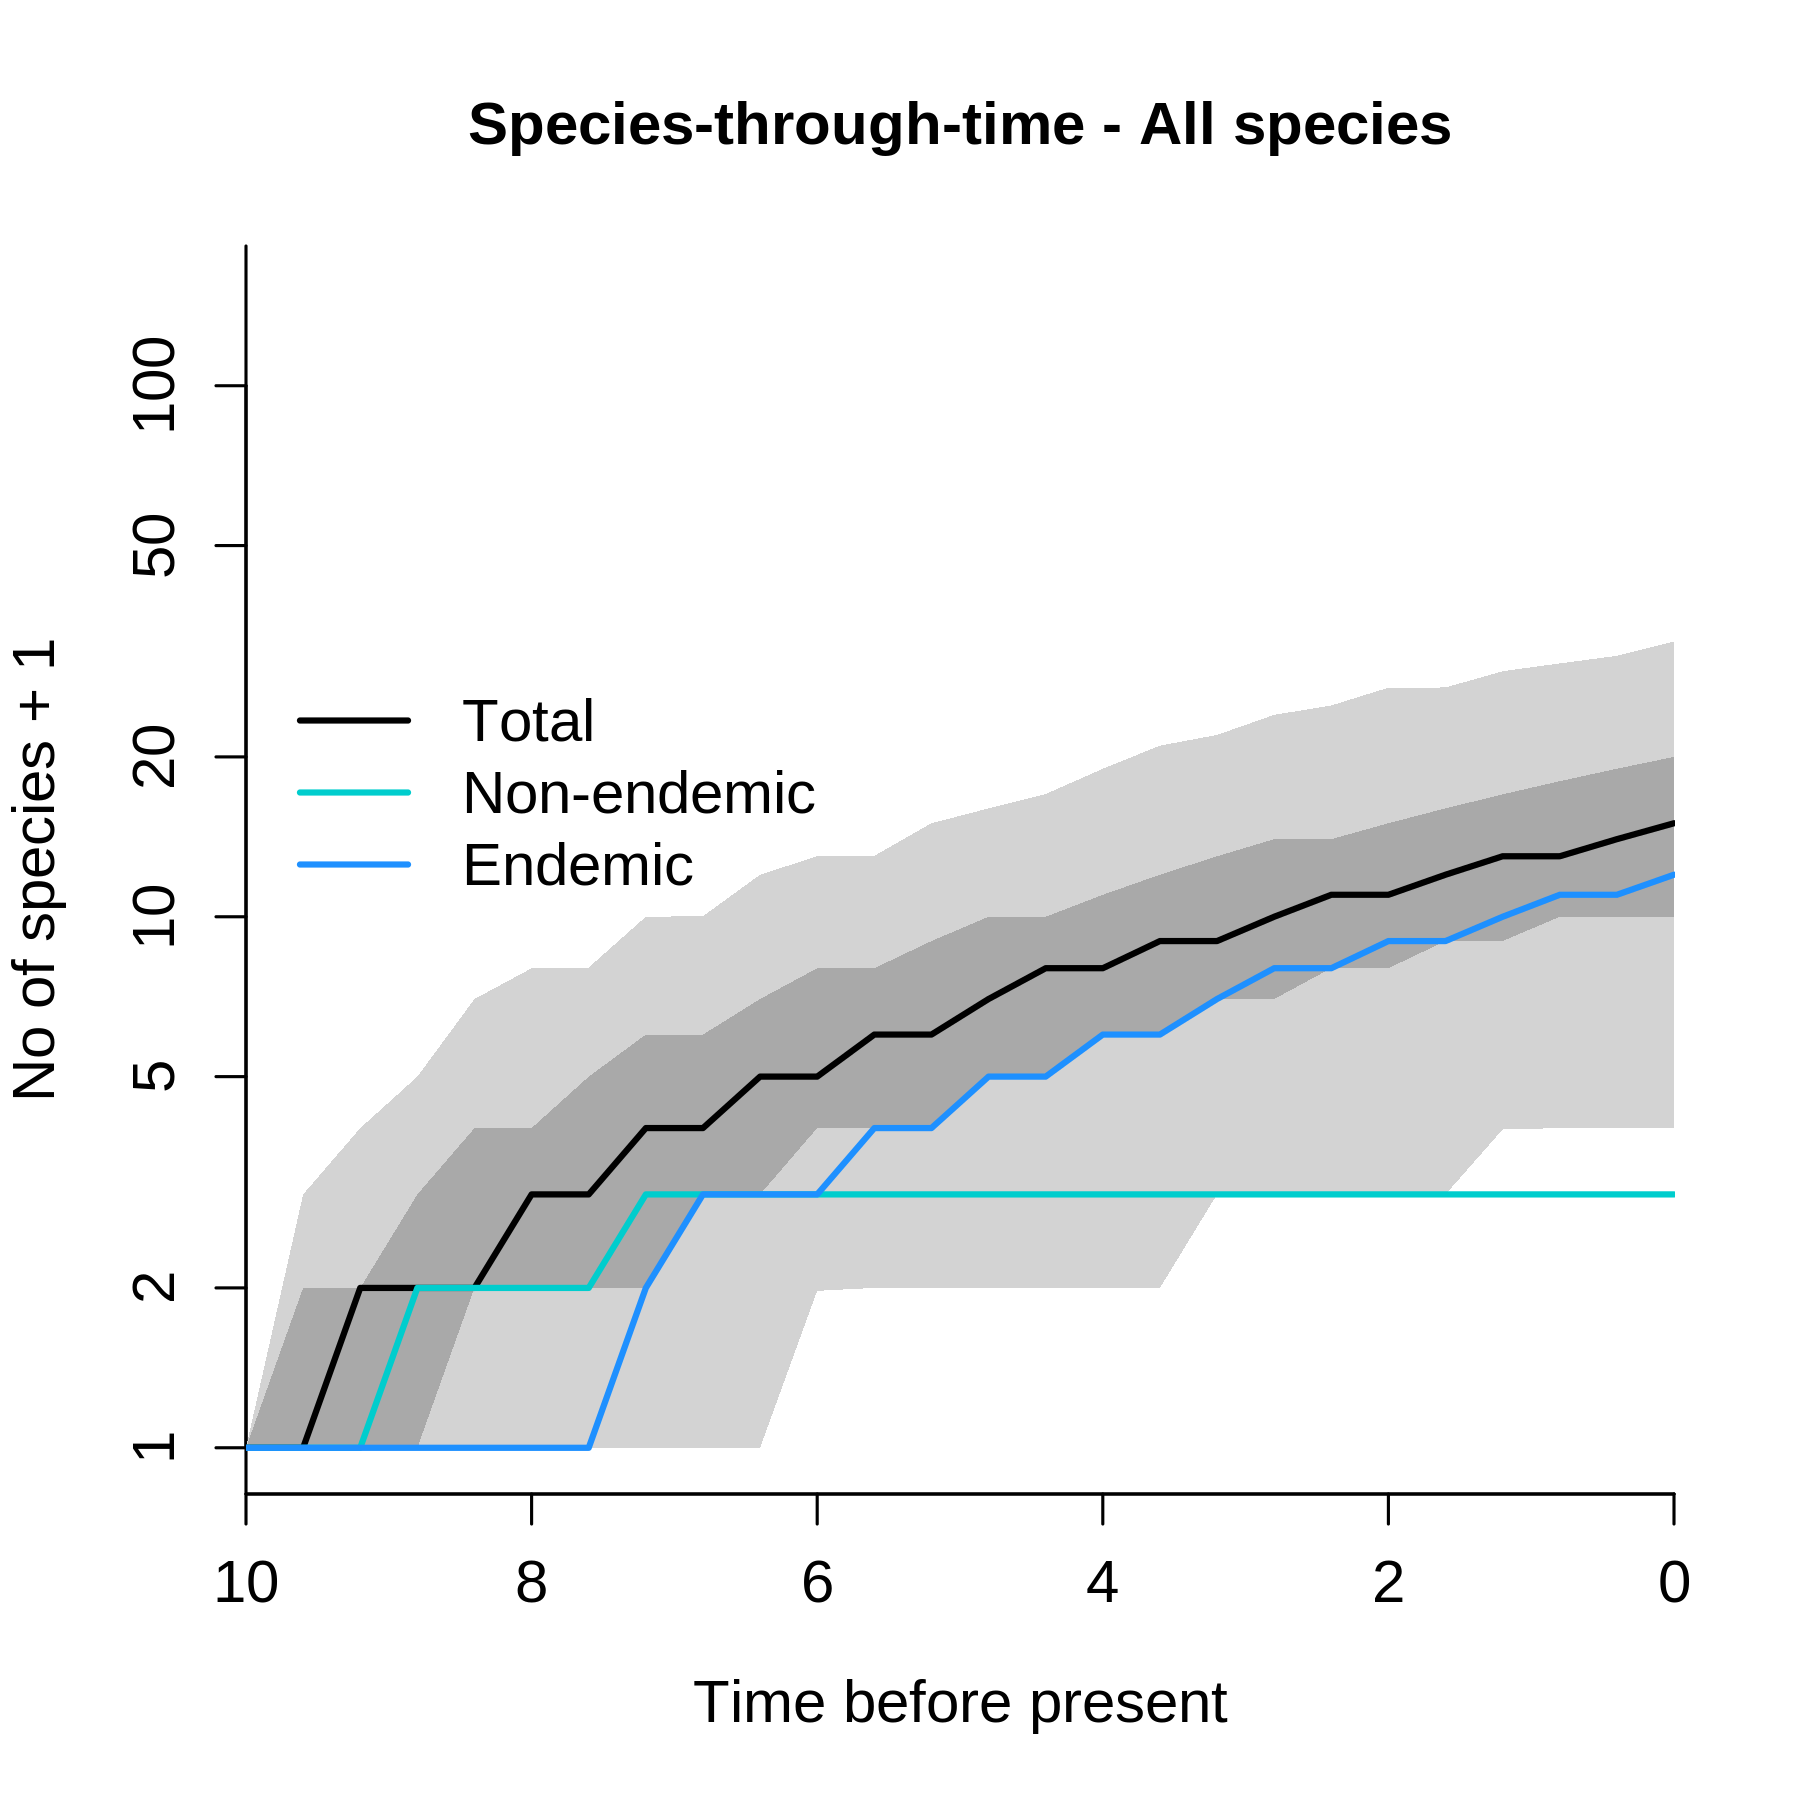 Species-through-time - All species
No of species + 1
100
50
20
10
5
2
1
Total
Non-endemic
Endemic
10 8 6 4 2 0
Time before present